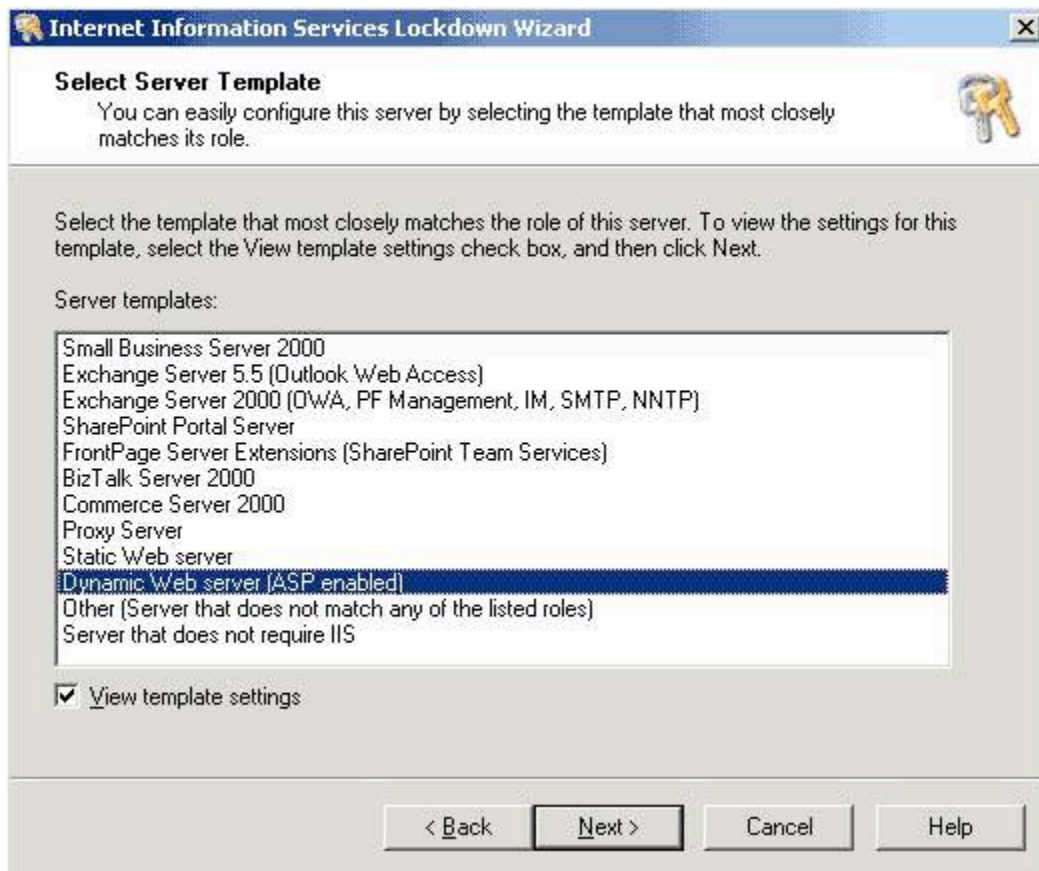 Internet Information Services Lockdown Wizard
Select Server Template
You can easily configure this server by selecting the template that most closely
matches its role.
Select the template that most closely matches the role of this server. To view the settings for this
template, select the View template settings check box, and then click Next.
Server templates:
Small Business Server 2000
Exchange Server 5.5 (Outlook Web Access)
Exchange Server 2000 (OWA, PF Management, IM, SMTP, NNTP)
SharePoint Portal Server
FrontPage Server Extensions (SharePoint Team Services)
BizTalk Server 2000
Commerce Server 2000
Proxy Server
Static Web server
Dynamic Web server (ASP enabled)
Other (Server that does not match any of the listed roles)
Server that does not require IIS
View template settings
< Back
Next >
Cancel
Help